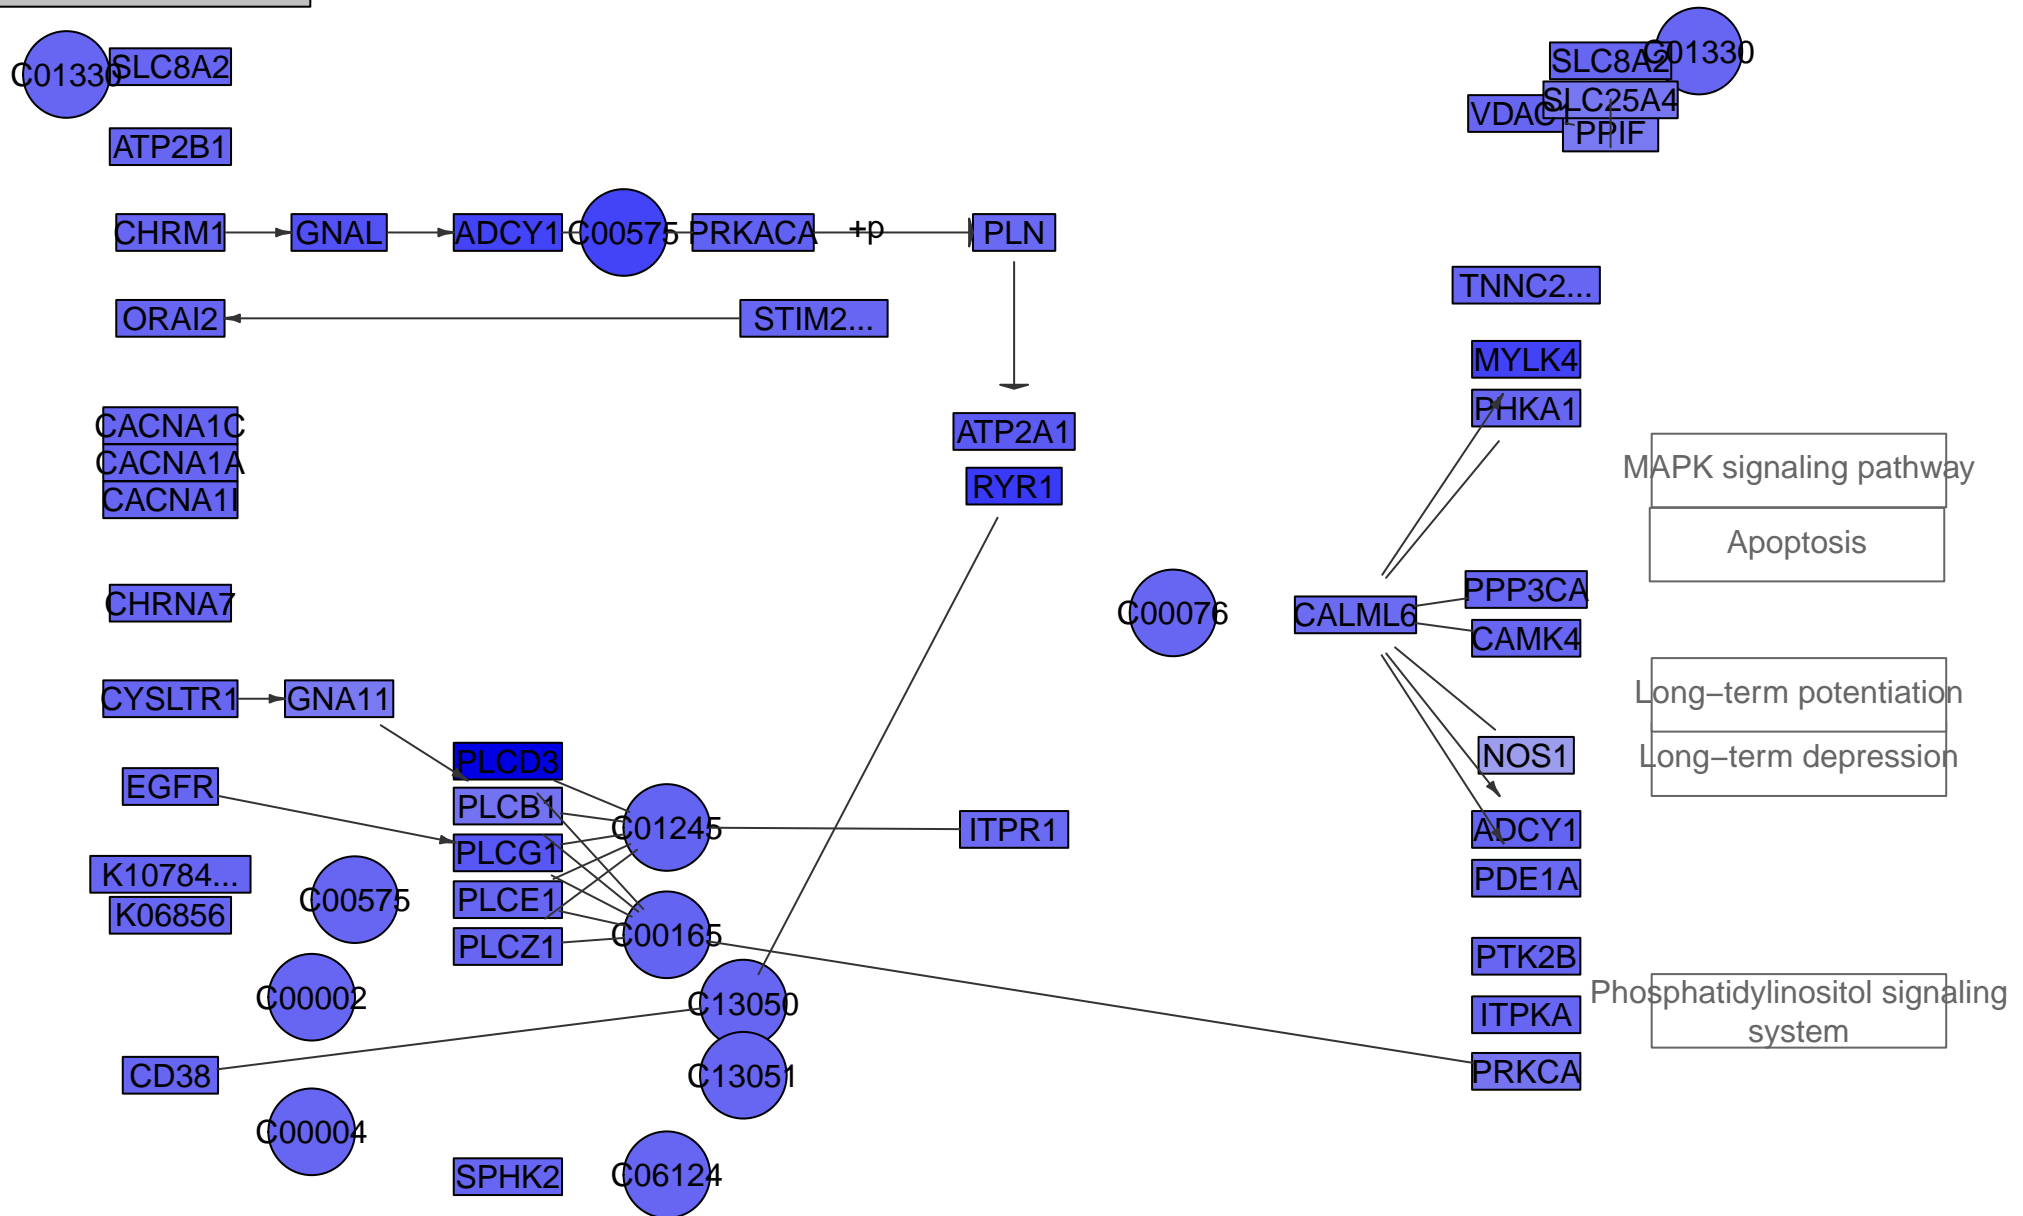 C01330
SLC8A2
ATP2B1
CHRM1
GNAL
ADCY1
C00575
PRKACA
+p
PLN
ORAI2
STIM2...
CACNA1C
CACNA1A
CACNA1I
ATP2A1
RYR1
CHRNA7
CYSLTR1
GNA11
PLCD3
EGFR
PLCB1
C01245
ITPR1
PLCG1
K10784...
C00575
PLCE1
K06856
C00165
PLCZ1
C00002
C13050
CD38
C13051
C00004
SPHK2
C06124
SLC8A2
C01330
SLC25A4
VDAC1
PPIF
TNNC2...
MYLK4
PHKA1
MAPK signaling pathway
Apoptosis
C00076
CALML6
PPP3CA
CAMK4
Long−term potentiation
NOS1
Long−term depression
ADCY1
PDE1A
PTK2B
Phosphatidylinositol signaling
system
ITPKA
PRKCA